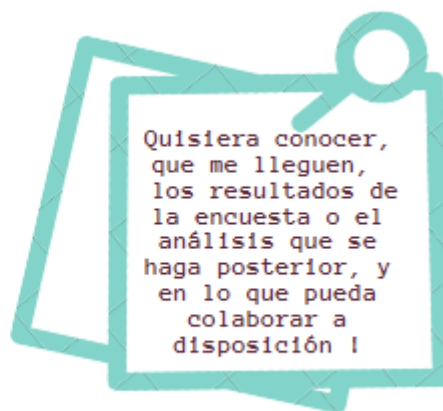 Quisiera conocer,
que me lleguen,
los resultados de
la encuesta o el
análisis que se
haga posterior, y
en lo que pueda
colaborar a
disposición !